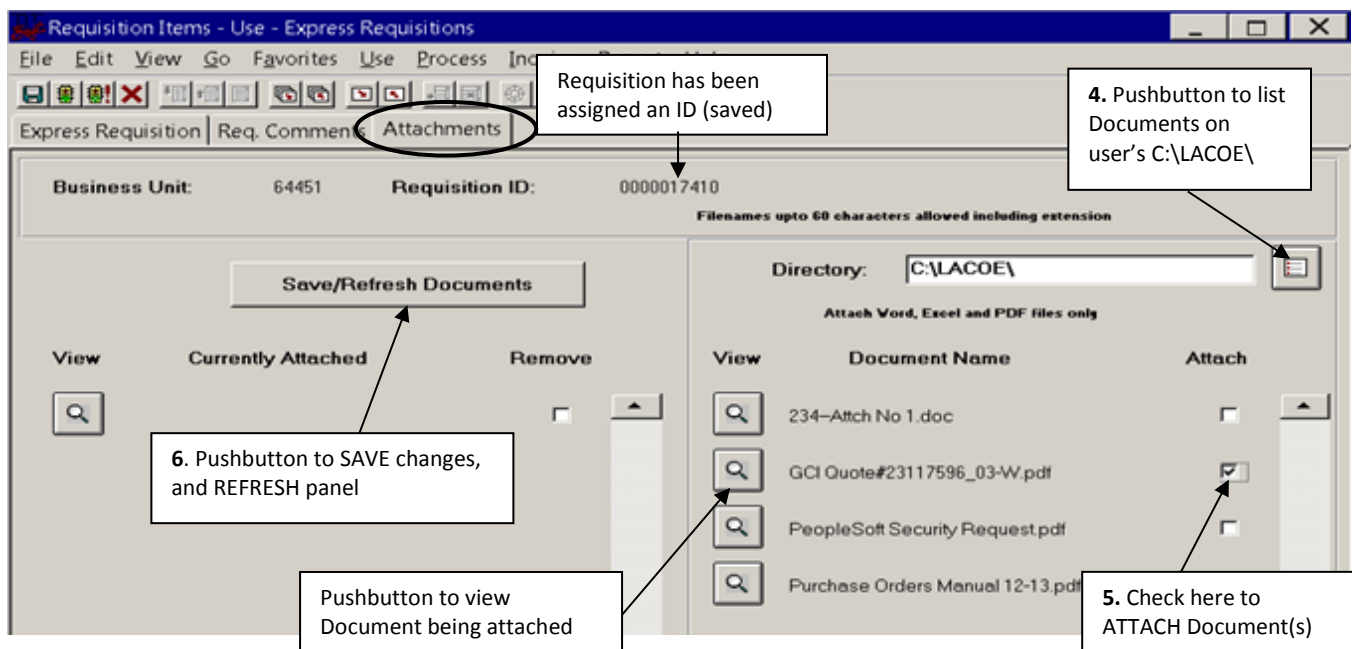 Requisition Items - Use - Express Requisitions
File Edit View Go Favorites Use Process
Requisition has been
assigned an ID (saved)
4. Pushbutton to list
Documents on
user's C:\LACOE\
Express Requisition Req. Comments Attachments
Business Unit: 64451 Requisition ID: 0000017410
Filenames upto 60 characters allowed including extension
Save/Refresh Documents
Directory: C:\LACOE\
Attach Word, Excel and PDF files only
View Currently Attached Remove
View Document Name Attach
234–Attch No 1.doc
GCI Quote#23117596_03-W.pdf
PeopleSoft Security Request.pdf
Purchase Orders Manual 12-13.pdf
6. Pushbutton to SAVE changes,
and REFRESH panel
Pushbutton to view
Document being attached
5. Check here to
ATTACH Document(s)